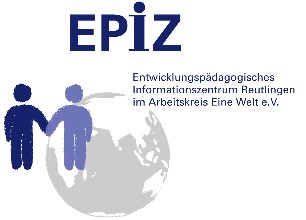 EPiZ
Entwicklungspädagogisches
Informationszentrum Reutlingen
im Arbeitskreis Eine Welt e.V.